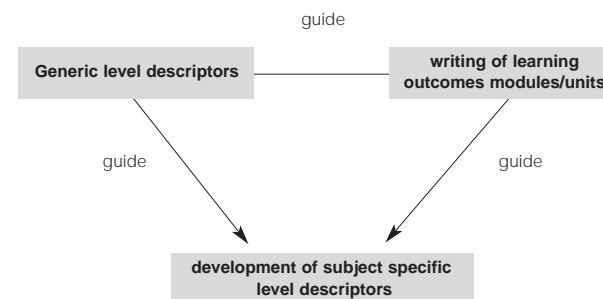 guide
Generic level descriptors
writing of learning
outcomes modules/units
guide
guide
development of subject specific
level descriptors